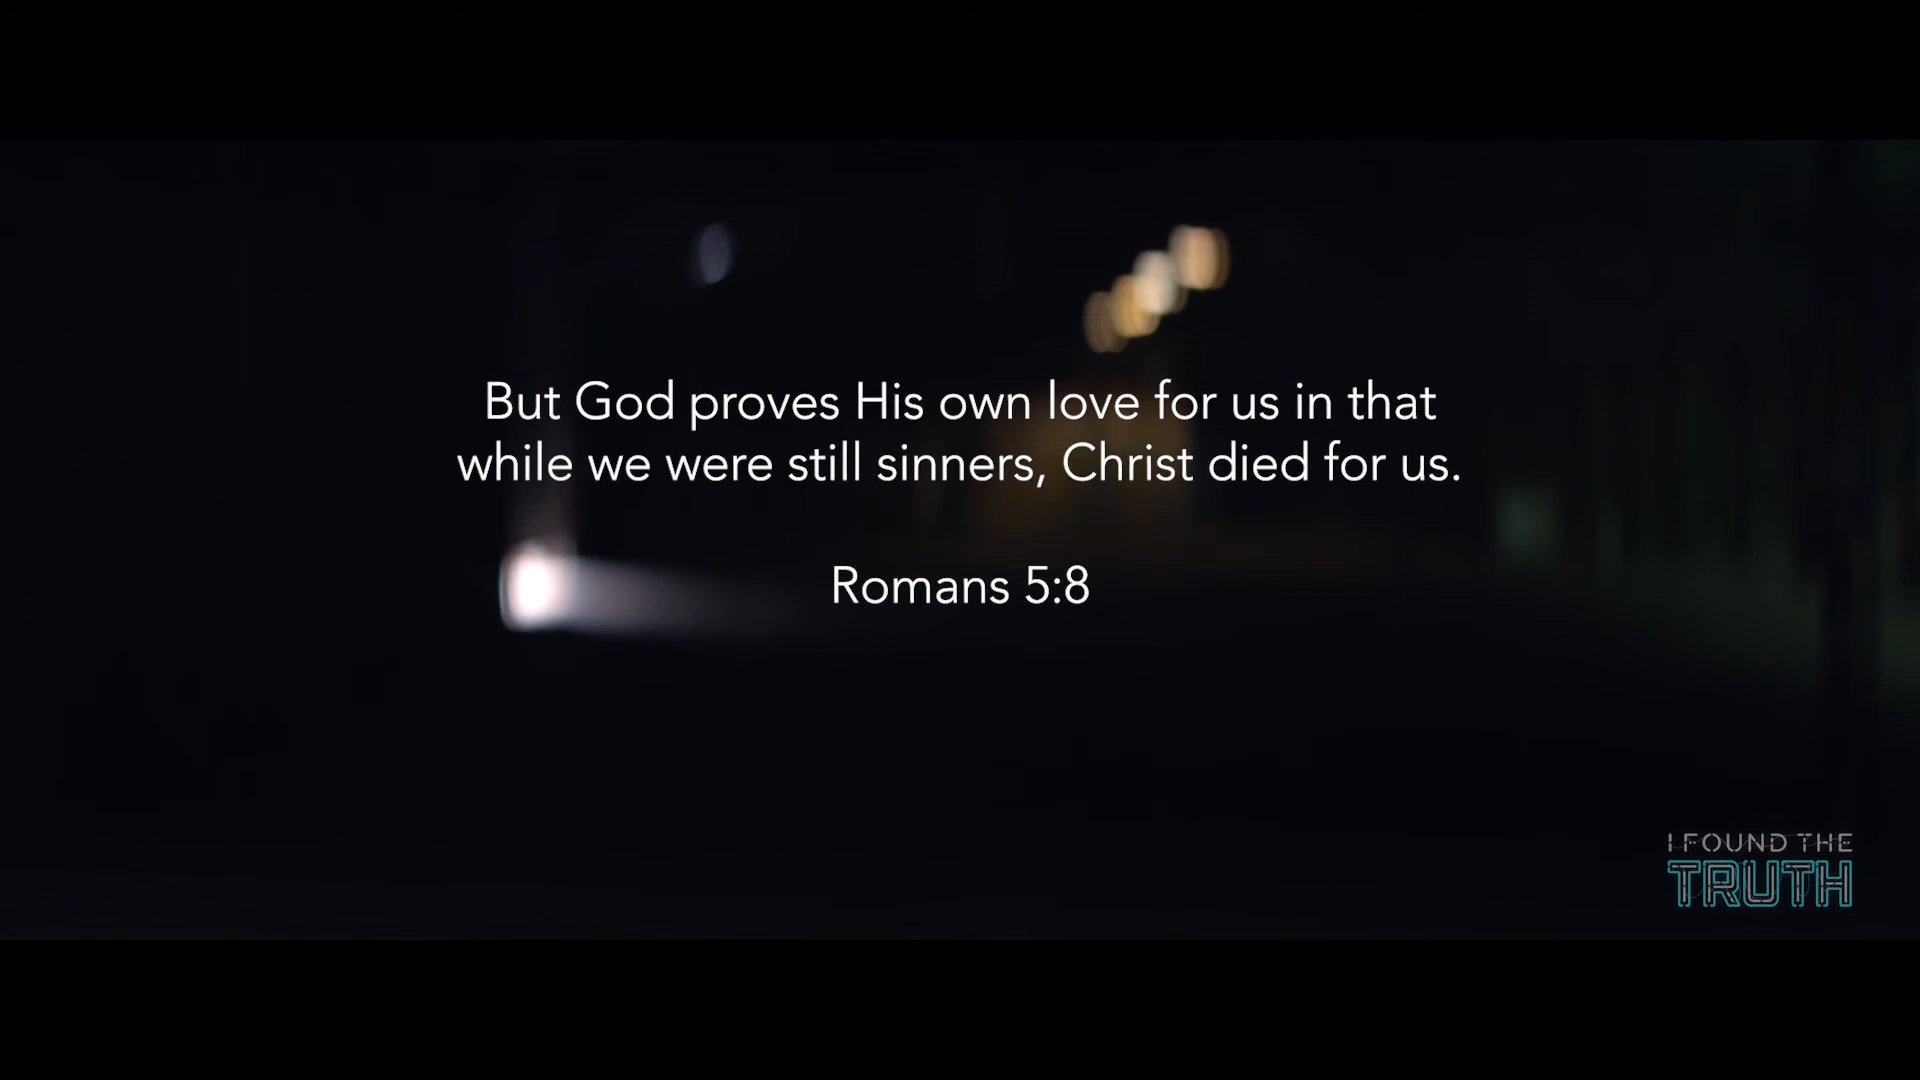 But God proves His own love for us in that
while we were still sinners, Christ died for us.
Romans 5:8
I FOUND THE
TRUTH